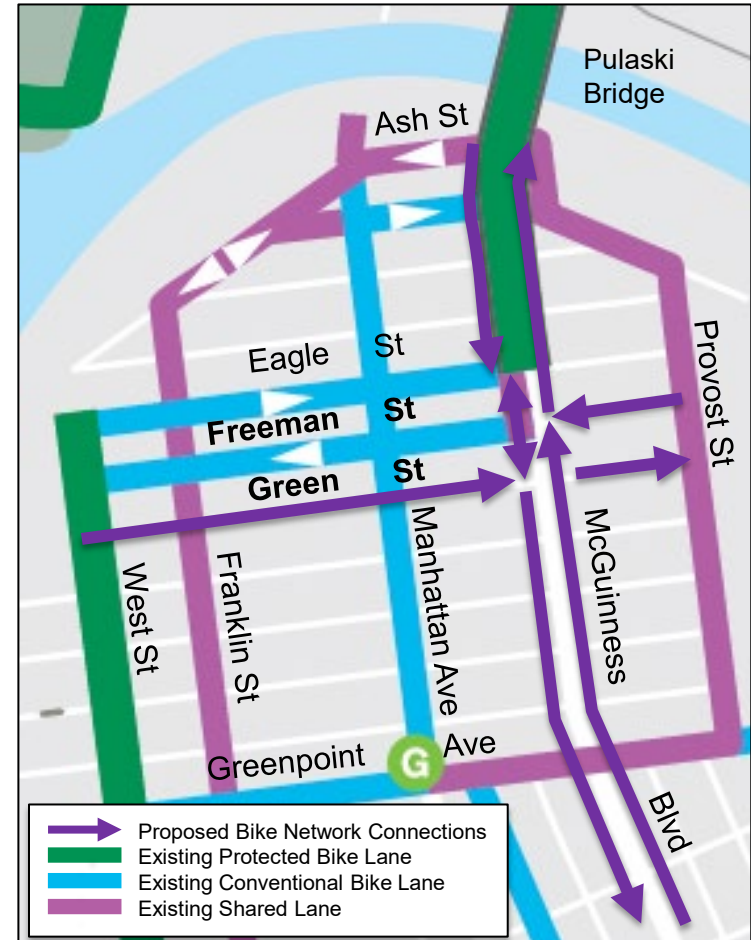 Pulaski
Bridge
Ash St
Eagle St
Freeman St
Green St
Provost St
McGuinness
Manhattan Ave
Franklin St
West St
Greenpoint Ave
G
Blvd
Proposed Bike Network Connections
Existing Protected Bike Lane
Existing Conventional Bike Lane
Existing Shared Lane